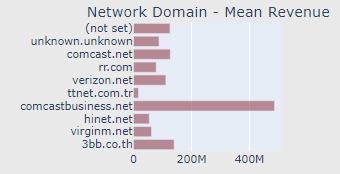 Network Domain - Mean Revenue
(not set)
unknown.unknown
comcast.net
rr.com
verizon.net
ttnet.com.tr
comcastbusiness.net
hinet.net
virginm.net
3bb.co.th
0 200M 400M